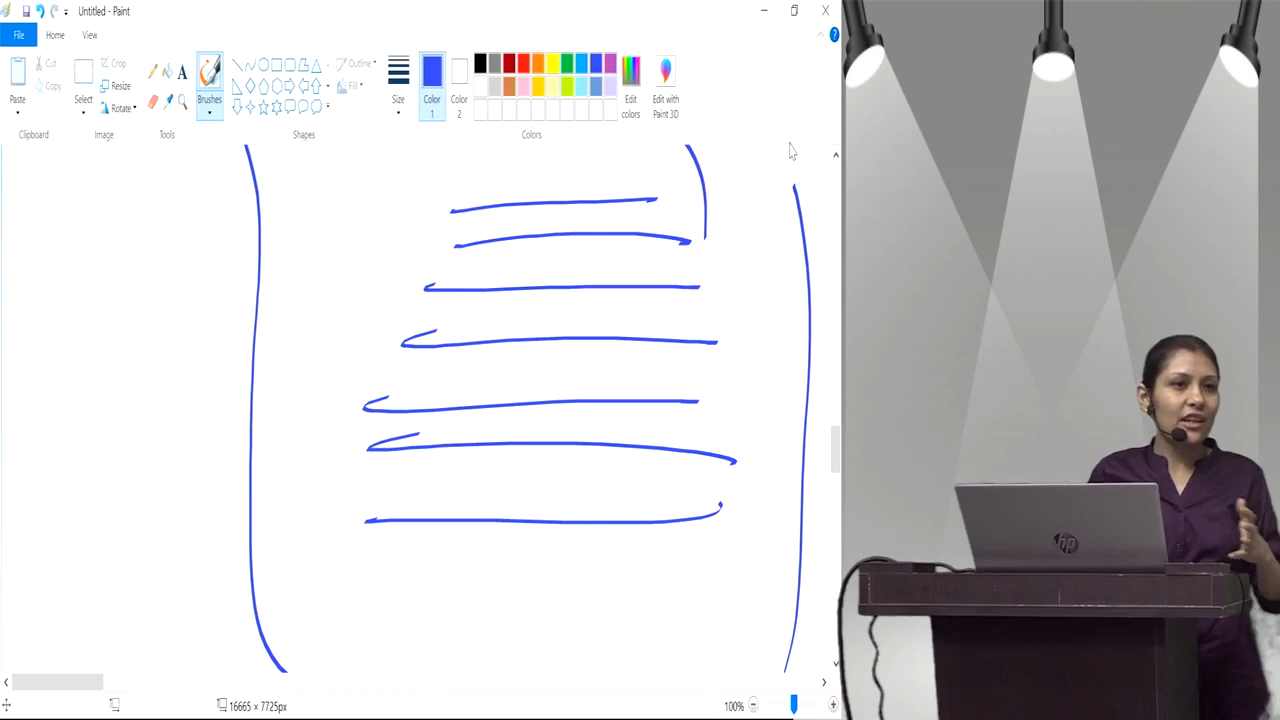 Untitled - Paint
File Home View
Paste
Cut
Copy
Clipboard
Select
Crop
Resize
Rotate
Image
Tools
Brushes
Shapes
Outline
Fill
Size
Color 1
Color 2
Colors
Edit colors
Edit with Paint 3D
16665 × 7725px
100%
hp